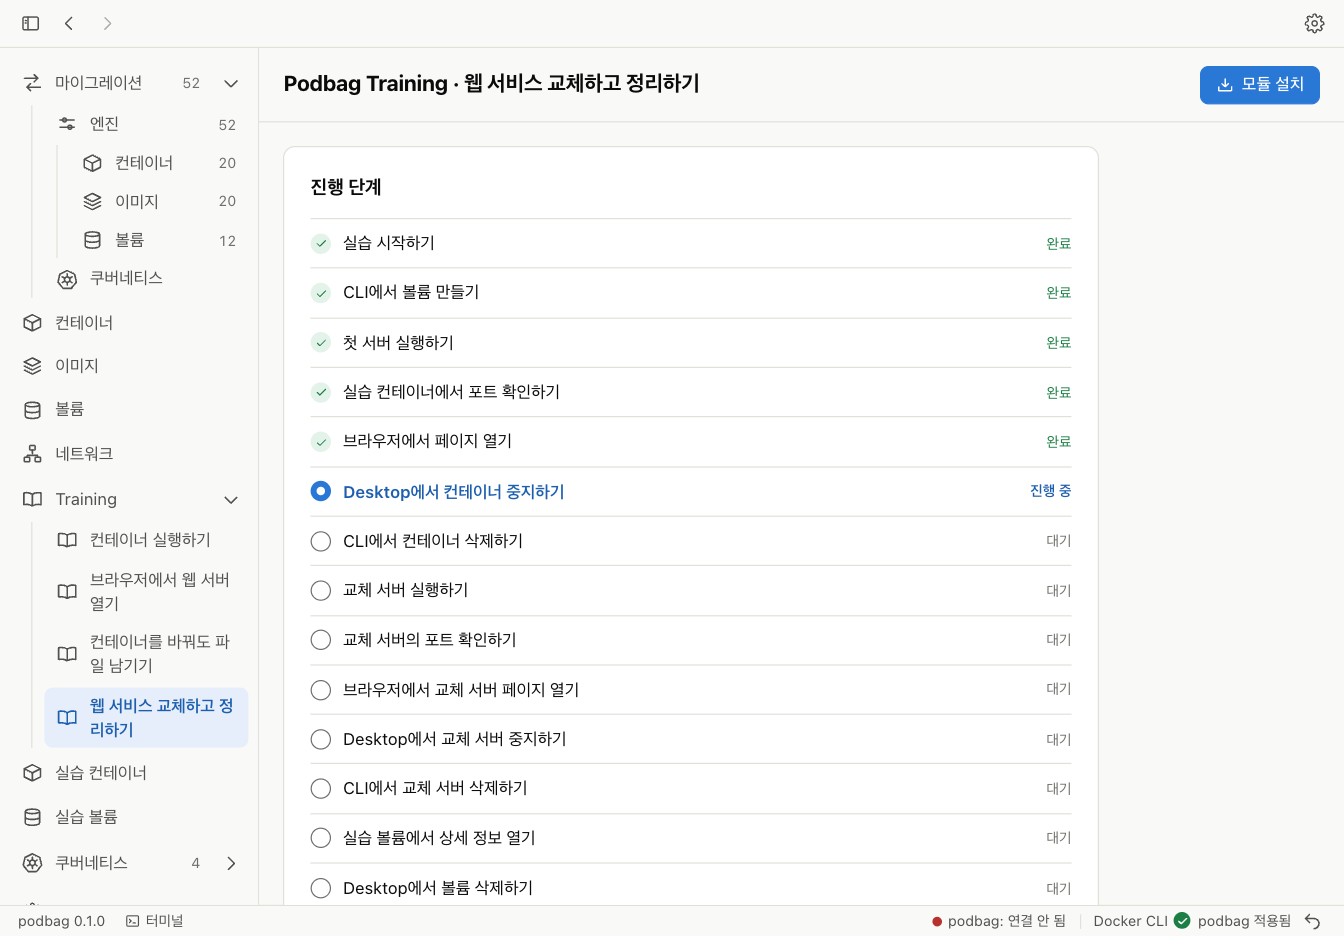 마이그레이션 52
엔진 52
컨테이너 20
이미지 20
볼륨 12
쿠버네티스
컨테이너
이미지
볼륨
네트워크
Training
컨테이너 실행하기
브라우저에서 웹 서버
열기
컨테이너를 바꿔도 파
일 남기기
웹 서비스 교체하고 정
리하기
실습 컨테이너
실습 볼륨
쿠버네티스 4
Podbag Training · 웹 서비스 교체하고 정리하기
모듈 설치
진행 단계
실습 시작하기 완료
CLI에서 볼륨 만들기 완료
첫 서버 실행하기 완료
실습 컨테이너에서 포트 확인하기 완료
브라우저에서 페이지 열기 완료
Desktop에서 컨테이너 중지하기 진행 중
CLI에서 컨테이너 삭제하기 대기
교체 서버 실행하기 대기
교체 서버의 포트 확인하기 대기
브라우저에서 교체 서버 페이지 열기 대기
Desktop에서 교체 서버 중지하기 대기
CLI에서 교체 서버 삭제하기 대기
실습 볼륨에서 상세 정보 열기 대기
Desktop에서 볼륨 삭제하기 대기
podbag 0.1.0 터미널 podbag: 연결 안 됨 Docker CLI podbag 적용됨